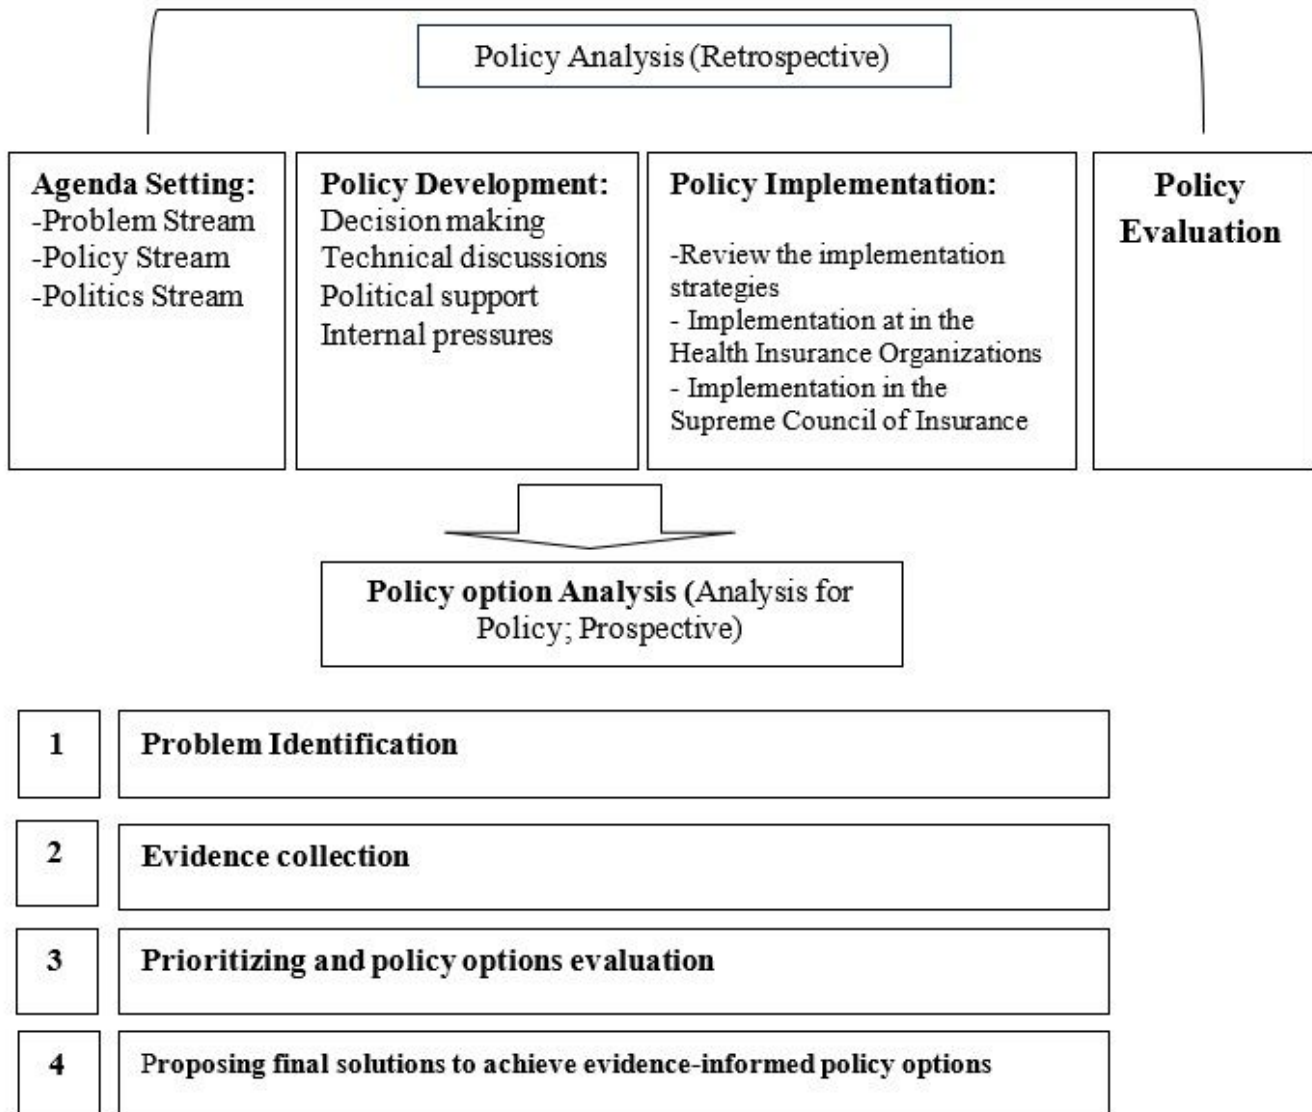 Policy Analysis (Retrospective)
Agenda Setting:
-Problem Stream
-Policy Stream
-Politics Stream
Policy Development:
Decision making
Technical discussions
Political support
Internal pressures
Policy Implementation:
-Review the implementation
strategies
- Implementation at in the
Health Insurance Organizations
- Implementation in the
Supreme Council of Insurance
Policy
Evaluation
Policy option Analysis (Analysis for
Policy; Prospective)
1 Problem Identification
2 Evidence collection
3 Prioritizing and policy options evaluation
4 Proposing final solutions to achieve evidence-informed policy options